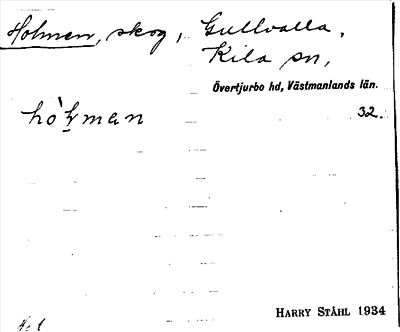 Holmen, skog, Gullvalla,
Kila sn,
Övertjurbo hd, Västmanlands län.
32.
HARRY STÅHL 1934